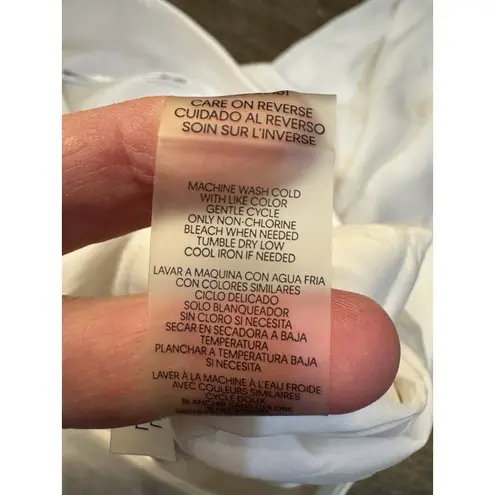 CARE ON REVERSE
CUIDADO AL REVERSO
SOIN SUR L'INVERSE
MACHINE WASH COLD
WITH LIKE COLOR
GENTLE CYCLE
ONLY NON-CHLORINE
BLEACH WHEN NEEDED
TUMBLE DRY LOW
COOL IRON IF NEEDED
LAVAR A MAQUINA CON AGUA FRIA
CON COLORES SIMILARES
CICLO DELICADO
SOLO BLANQUEADOR
SIN CLORO SI NECESITA
SECAR EN SECADORA A BAJA
TEMPERATURA
PLANCHAR A TEMPERATURA BAJA
SI NECESITA
LAVER À LA MACHINE À L'EAU FROIDE
AVEC COULEURS SIMILAIRES
CYCLE DOUX